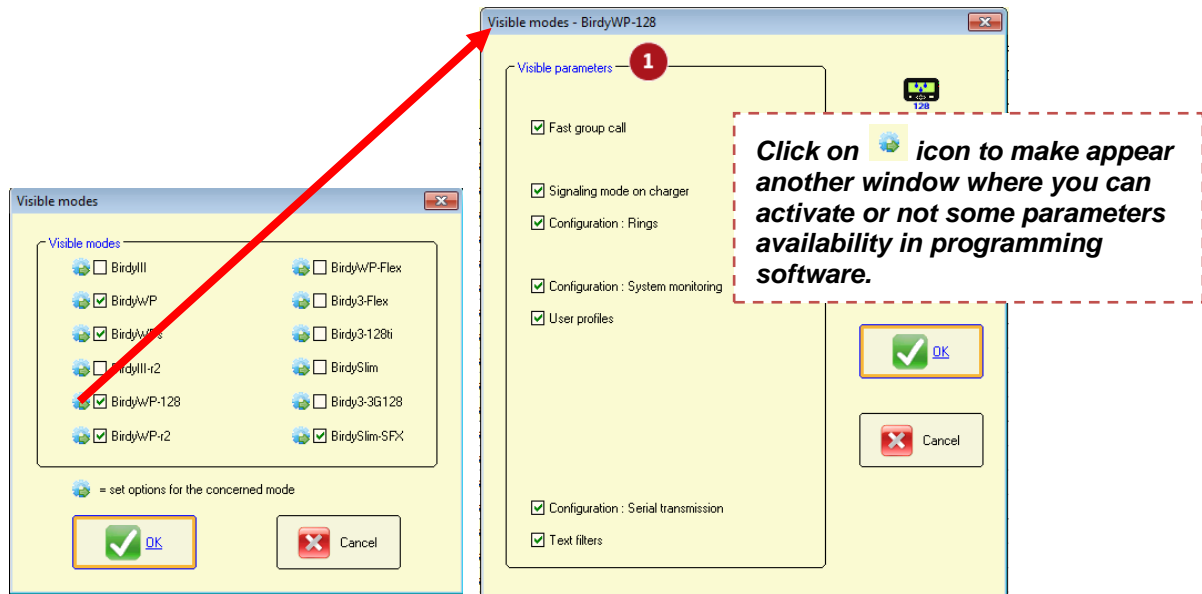 Visible modes - BirdyWP-128
Visible parameters
1
128
Fast group call
Signaling mode on charger
Configuration : Rings
Configuration : System monitoring
User profiles
Configuration : Serial transmission
Text filters
OK
Cancel
Click on icon to make appear
another window where you can
activate or not some parameters
availability in programming
software.
Visible modes
Visible modes
BirdyIII
BirdyWP
BirdyWPs
BirdyIII-r2
BirdyWP-128
BirdyWP-r2
BirdyWP-Flex
Birdy3-Flex
Birdy3-128ti
BirdySlim
Birdy3-3G128
BirdySlim-SFX
= set options for the concerned mode
OK
Cancel